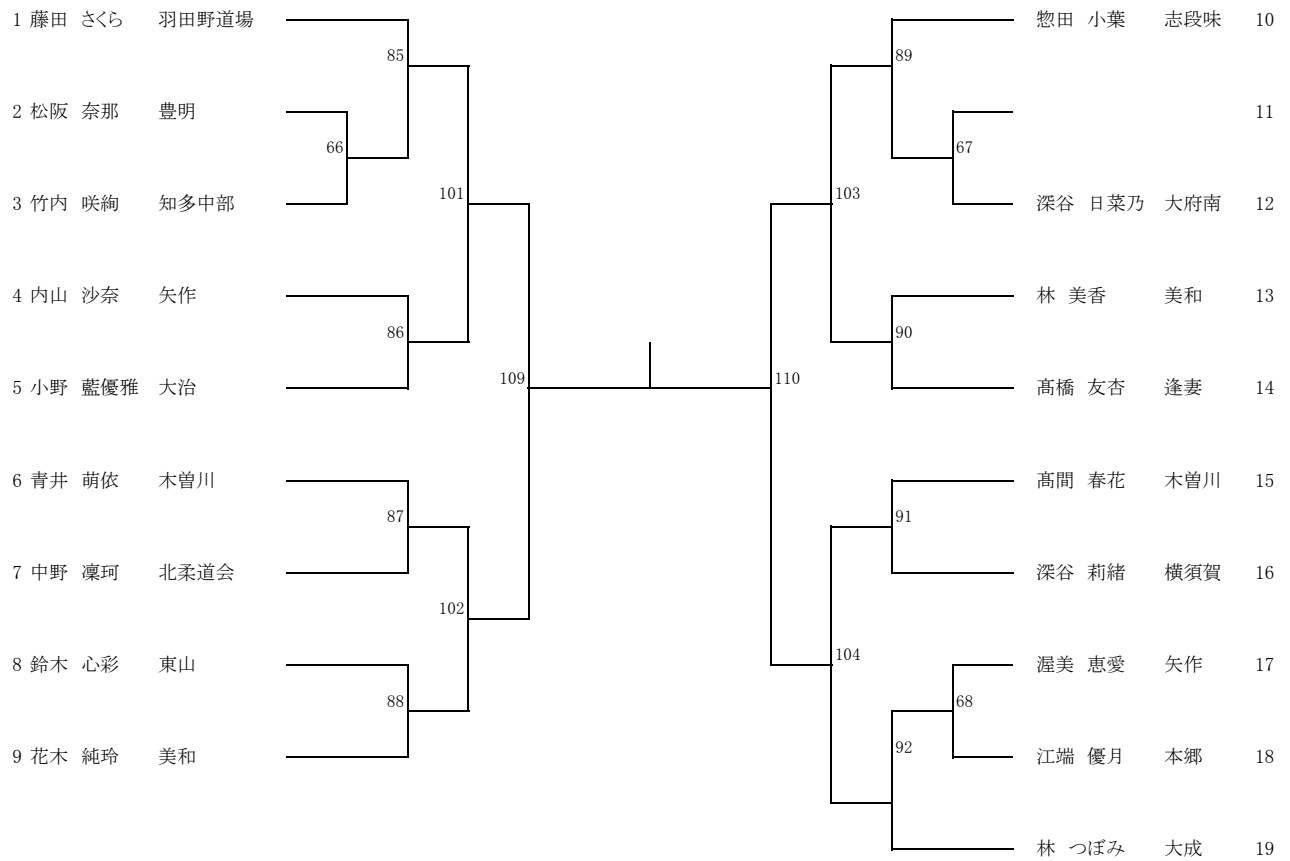 1 藤田 さくら 羽田野道場
85
2 松阪 奈那 豊明
66
3 竹内 咲絢 知多中部
101
4 内山 沙奈 矢作
86
5 小野 藍優雅 大治
109
6 青井 萌依 木曽川
87
7 中野 凜珂 北柔道会
102
8 鈴木 心彩 東山
88
9 花木 純玲 美和
惣田 小葉 志段味 10
89
11
67
深谷 日菜乃 大府南 12
103
林 美香 美和 13
90
髙橋 友杏 逢妻 14
110
髙間 春花 木曽川 15
91
深谷 莉緒 横須賀 16
104
渥美 恵愛 矢作 17
68
江端 優月 本郷 18
92
林 つぼみ 大成 19